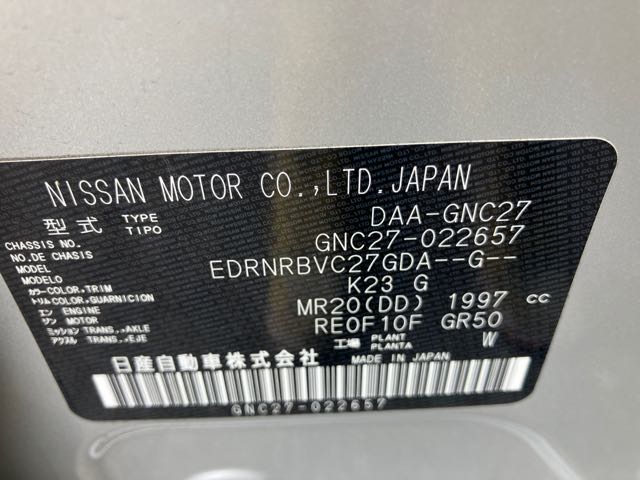 NISSAN MOTOR CO.,LTD.JAPAN
型式 TYPE TIPO DAA-GNC27
CHASSIS NO. NO.DE CHASIS GNC27-022657
MODEL MODELO EDRNRBVC27GDA--G--
カラー COLOR,TRIM トリム COLOR,GUARNICION K23 G
エン ENGINE ジン MOTOR MR20(DD) 1997 cc
ミッション TRANS.,AXLE アクスル TRANS.,EJE RE0F10F GR50
日産自動車株式会社 工場 PLANT PLANTA W
MADE IN JAPAN
GNC27-022657